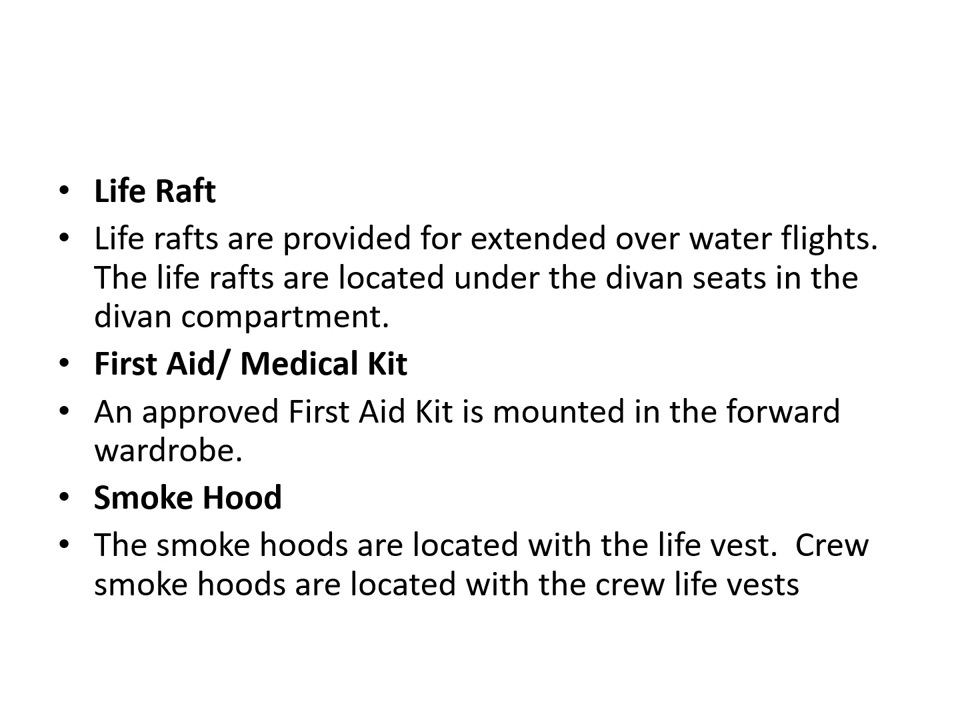 • Life Raft
• Life rafts are provided for extended over water flights.
The life rafts are located under the divan seats in the
divan compartment.
• First Aid/ Medical Kit
• An approved First Aid Kit is mounted in the forward
wardrobe.
• Smoke Hood
• The smoke hoods are located with the life vest.  Crew
smoke hoods are located with the crew life vests